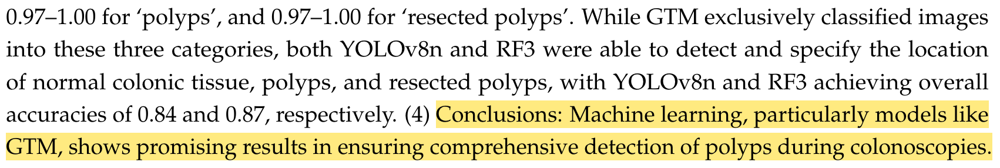 0.97–1.00 for ‘polyps’, and 0.97–1.00 for ‘resected polyps’. While GTM exclusively classified images
into these three categories, both YOLOv8n and RF3 were able to detect and specify the location
of normal colonic tissue, polyps, and resected polyps, with YOLOv8n and RF3 achieving overall
accuracies of 0.84 and 0.87, respectively. (4) Conclusions: Machine learning, particularly models like
GTM, shows promising results in ensuring comprehensive detection of polyps during colonoscopies.